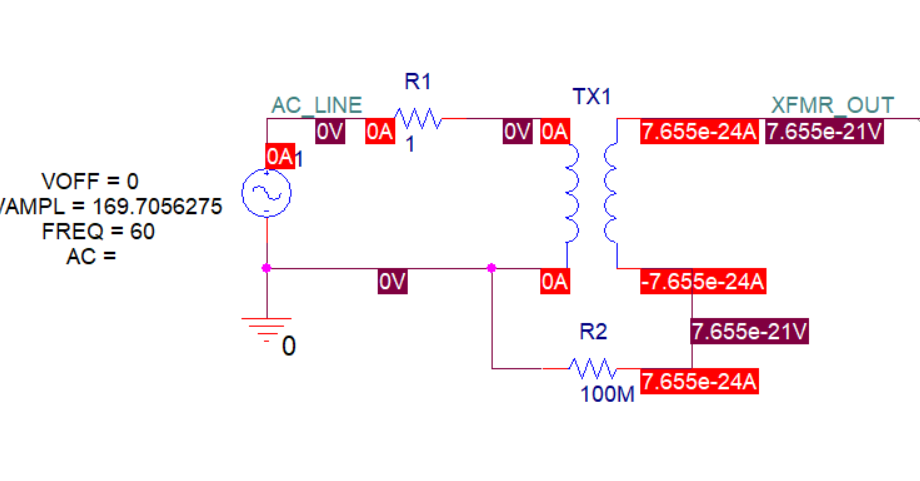 R1
AC_LINE
TX1
XFMR_OUT
0V
0A
0V
0A
7.655e-24A
7.655e-21V
1
0A
1
VOFF = 0
VAMPL = 169.7056275
FREQ = 60
AC =
0V
0A
-7.655e-24A
R2
7.655e-21V
0
7.655e-24A
100M